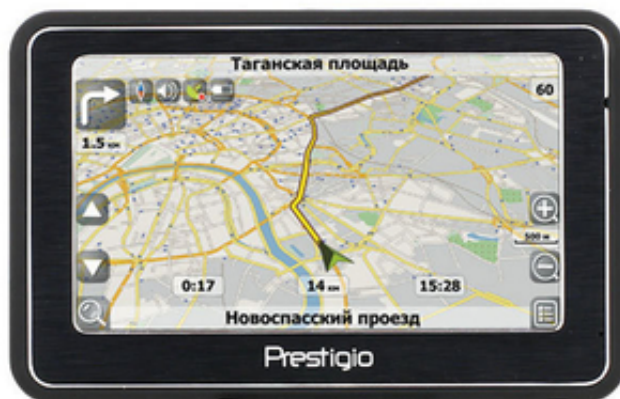 Таганская площадь
60
1.5 км
500 м
0:17
14 км
15:28
Новоспасский проезд
Prestigio